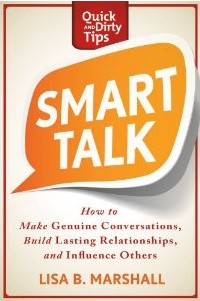 Quick
AND Dirty
Tips
SMART
TALK
How to
Make Genuine Conversations,
Build Lasting Relationships,
and Influence Others
LISA B. MARSHALL